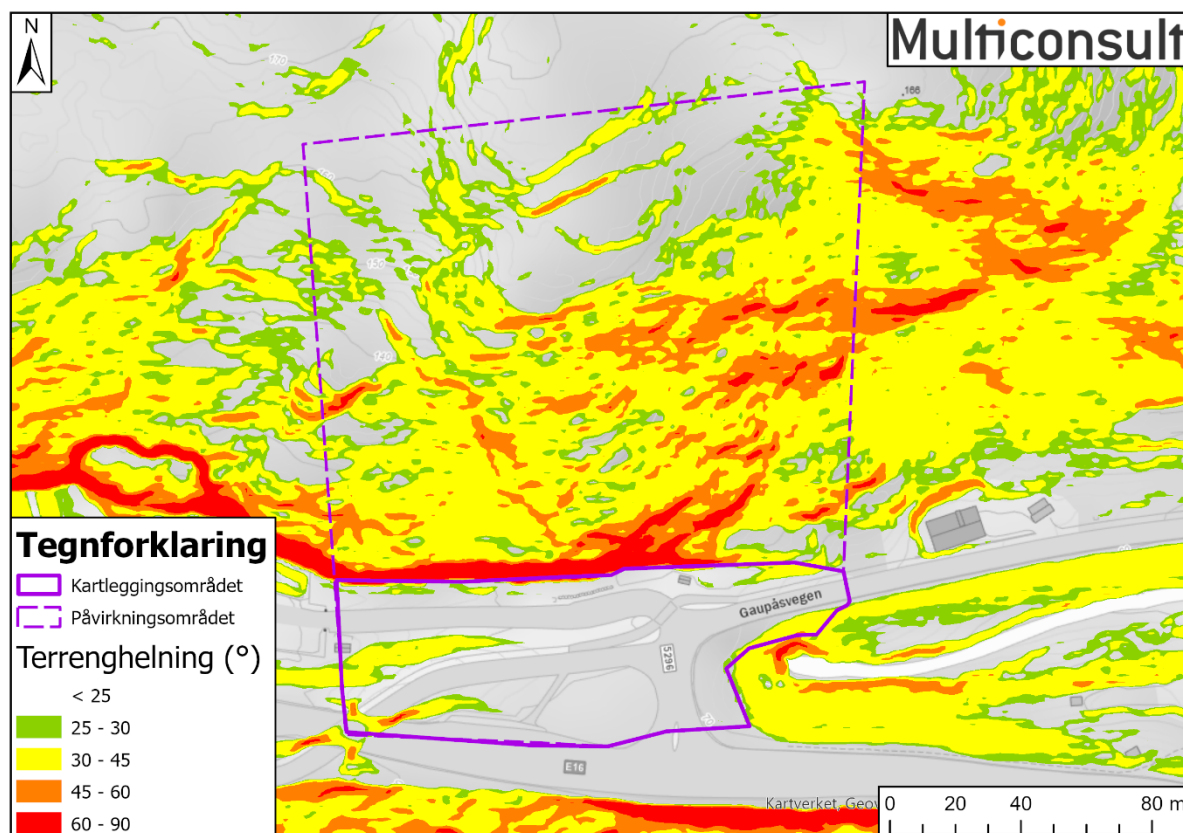 N
Multiconsult
170
166
160
150
140
Gaupåsvegen
5296
E16
Tegnforklaring
Kartleggingsområdet
Påvirkningsområdet
Terrenghelning (°)
< 25
25 - 30
30 - 45
45 - 60
60 - 90
Kartverket, Geov
0 20 40 80 m